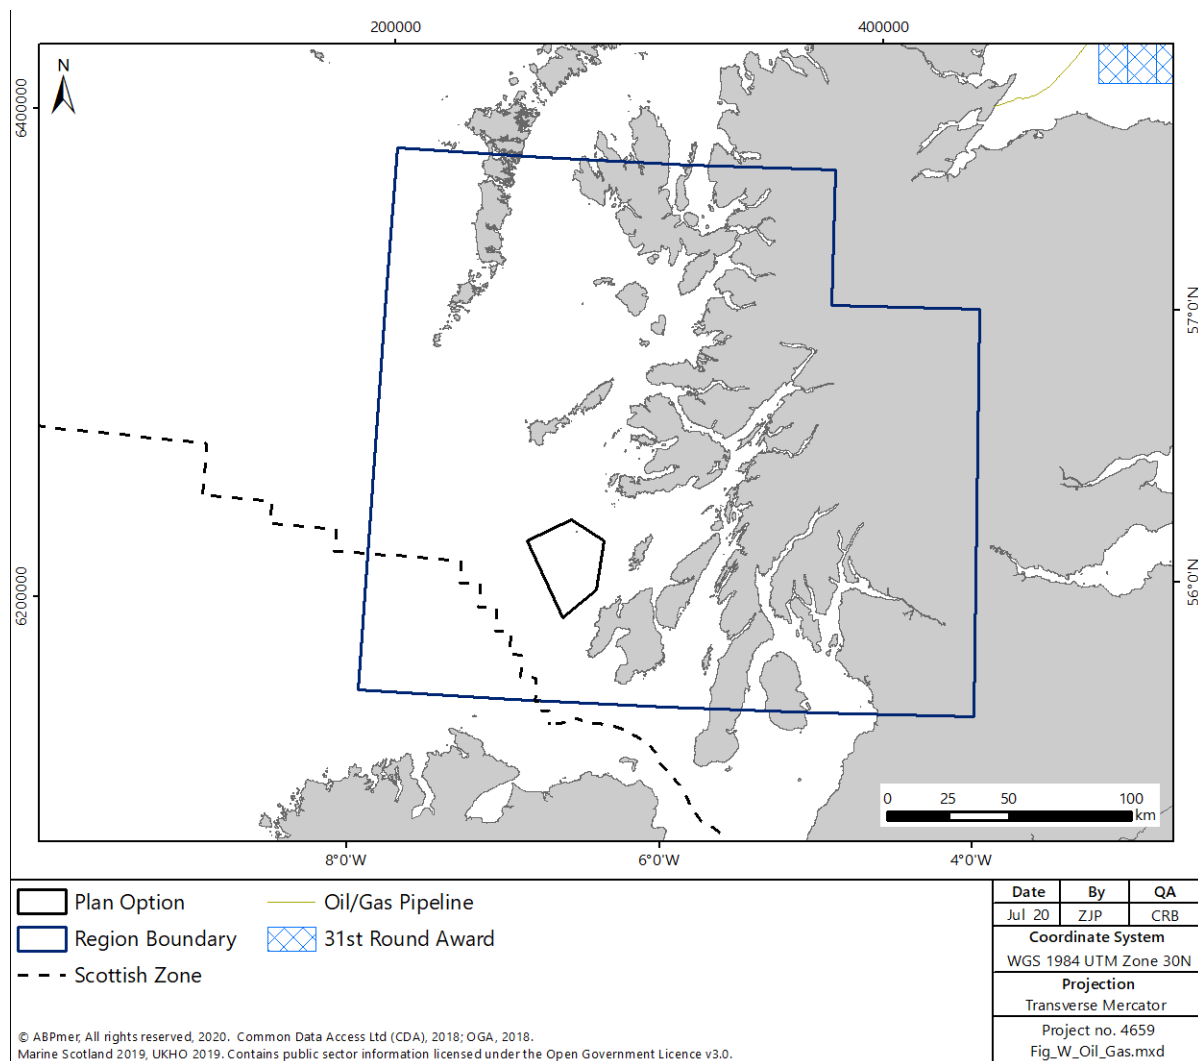 200000
400000
N
6400000
6200000
57°0'N
56°0'N
0 25 50 100
km
8°0'W
6°0'W
4°0'W
Plan Option
Oil/Gas Pipeline
Region Boundary
31st Round Award
Scottish Zone
Date By QA
Jul 20 ZJP CRB
Coordinate System
WGS 1984 UTM Zone 30N
Projection
Transverse Mercator
Project no. 4659
Fig_W_Oil_Gas.mxd
© ABPmer, All rights reserved, 2020. Common Data Access Ltd (CDA), 2018; OGA, 2018.
Marine Scotland 2019, UKHO 2019. Contains public sector information licensed under the Open Government Licence v3.0.